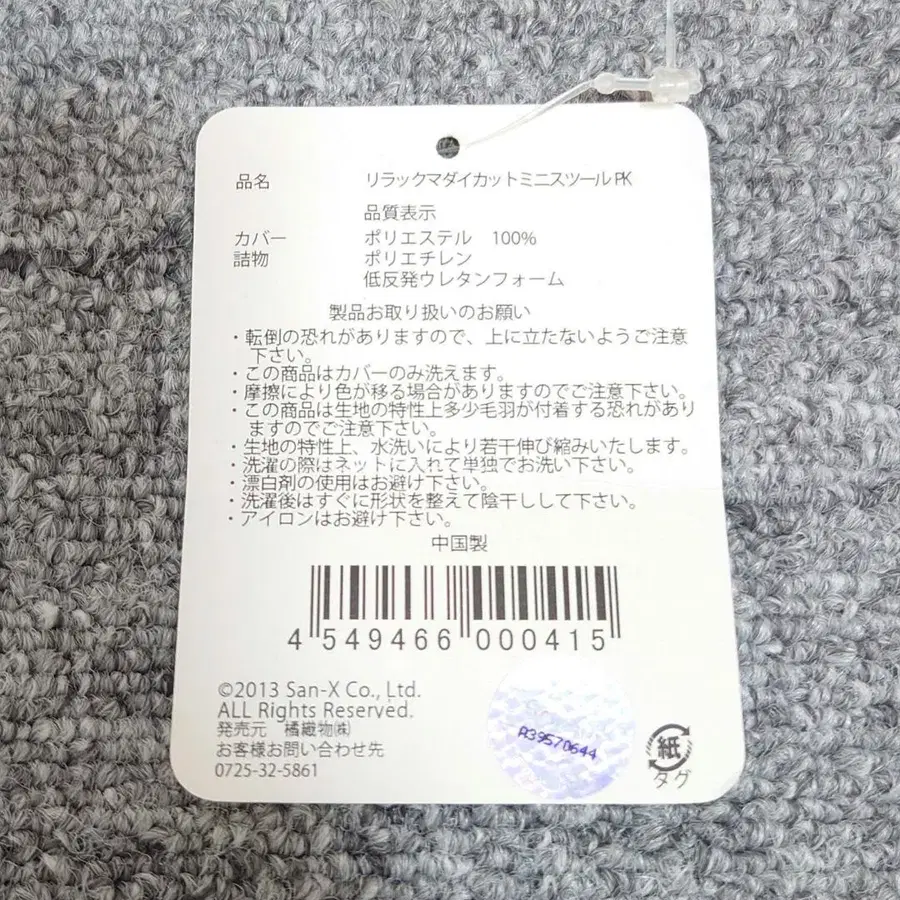 品名 リラックマダイカットミニスツール PK
品質表示
カバー ポリエステル 100%
詰物 ポリエチレン
低反発ウレタンフォーム
製品お取り扱いのお願い
・転倒の恐れがありますので、上に立たないようご注意
下さい。
・この商品はカバーのみ洗えます。
・摩擦により色が移る場合がありますのでご注意下さい。
・この商品は生地の特性上多少毛羽が付着する恐れがあり
ますのでご注意下さい。
・生地の特性上、水洗いにより若干伸び縮みいたします。
・洗濯の際はネットに入れて単独でお洗い下さい。
・漂白剤の使用はお避け下さい。
・洗濯後はすぐに形状を整えて陰干しして下さい。
・アイロンはお避け下さい。
中国製
4 549466 000415
©2013 San-X Co., Ltd.
ALL Rights Reserved.
発売元 橘織物㈱
お客様お問い合わせ先
0725-32-5861
A39570644
紙
タグ